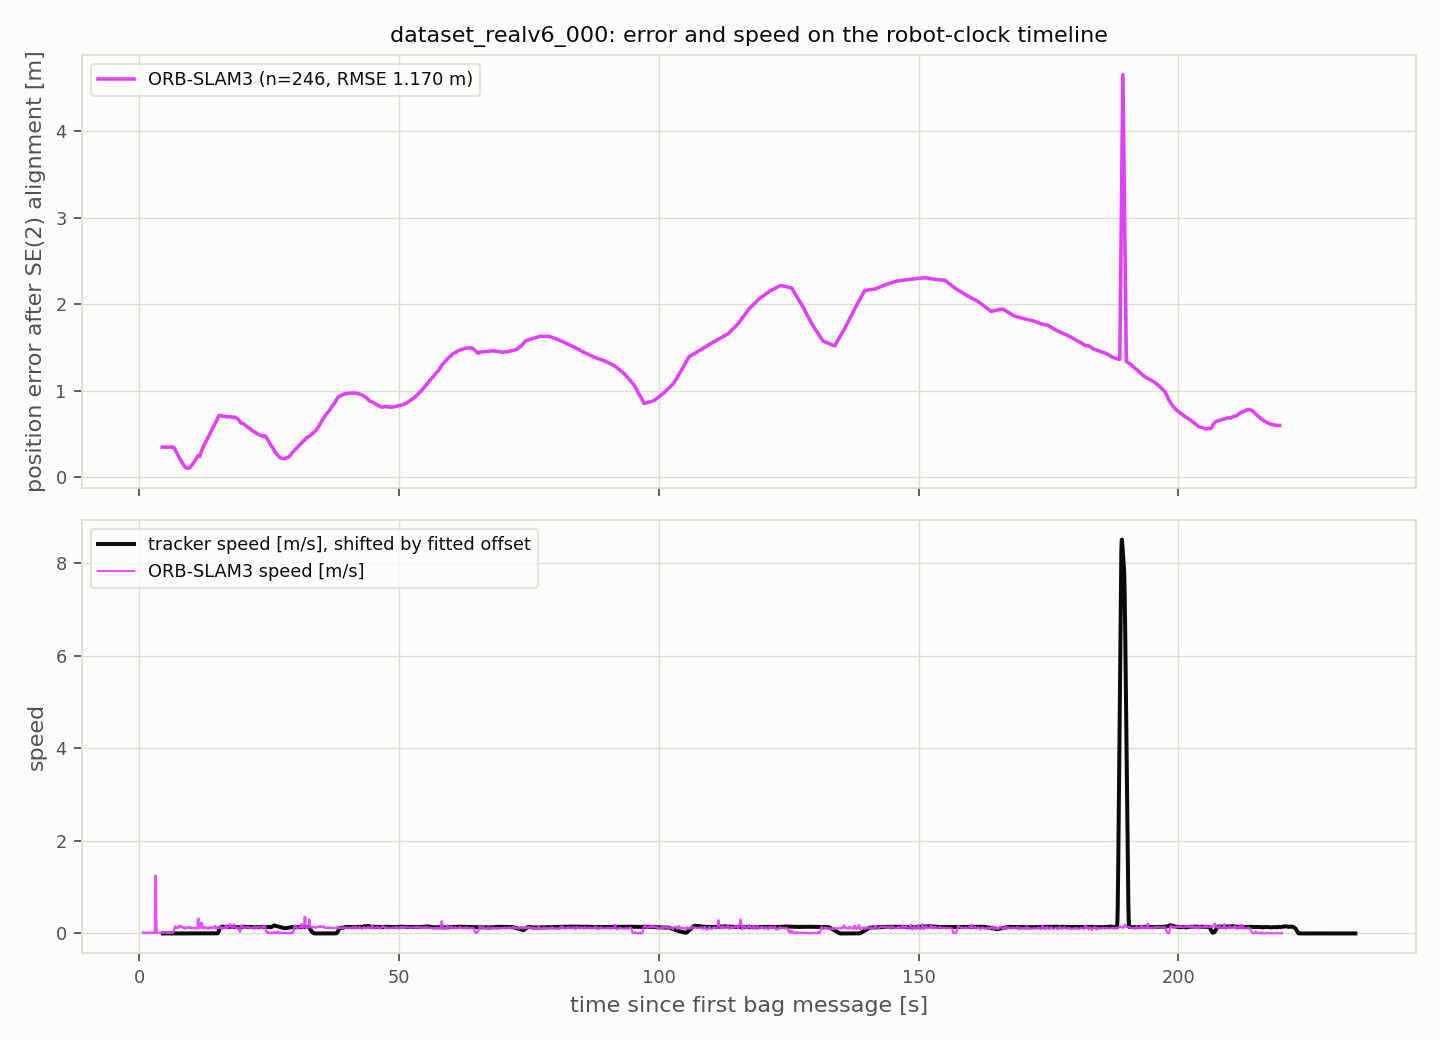 dataset_realv6_000: error and speed on the robot-clock timeline
position error after SE(2) alignment [m]
ORB-SLAM3 (n=246, RMSE 1.170 m)
4
3
2
1
0
speed
tracker speed [m/s], shifted by fitted offset
ORB-SLAM3 speed [m/s]
8
6
4
2
0
0 50 100 150 200
time since first bag message [s]